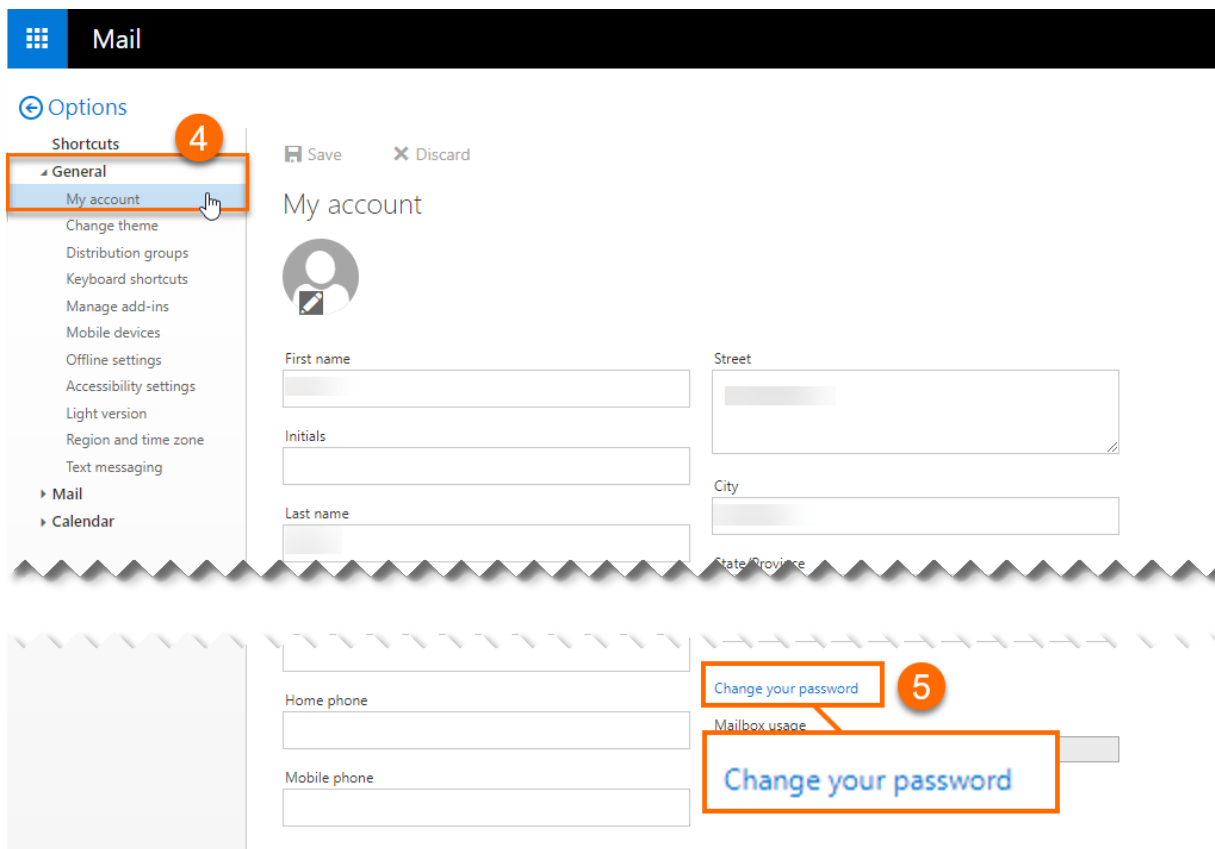 Mail
Options
Shortcuts
4
General
My account
Change theme
Distribution groups
Keyboard shortcuts
Manage add-ins
Mobile devices
Offline settings
Accessibility settings
Light version
Region and time zone
Text messaging
Mail
Calendar
Save Discard
My account
First name
Initials
Last name
Street
City
State/Province
Home phone
Mobile phone
Change your password
5
Mailbox usage
Change your password